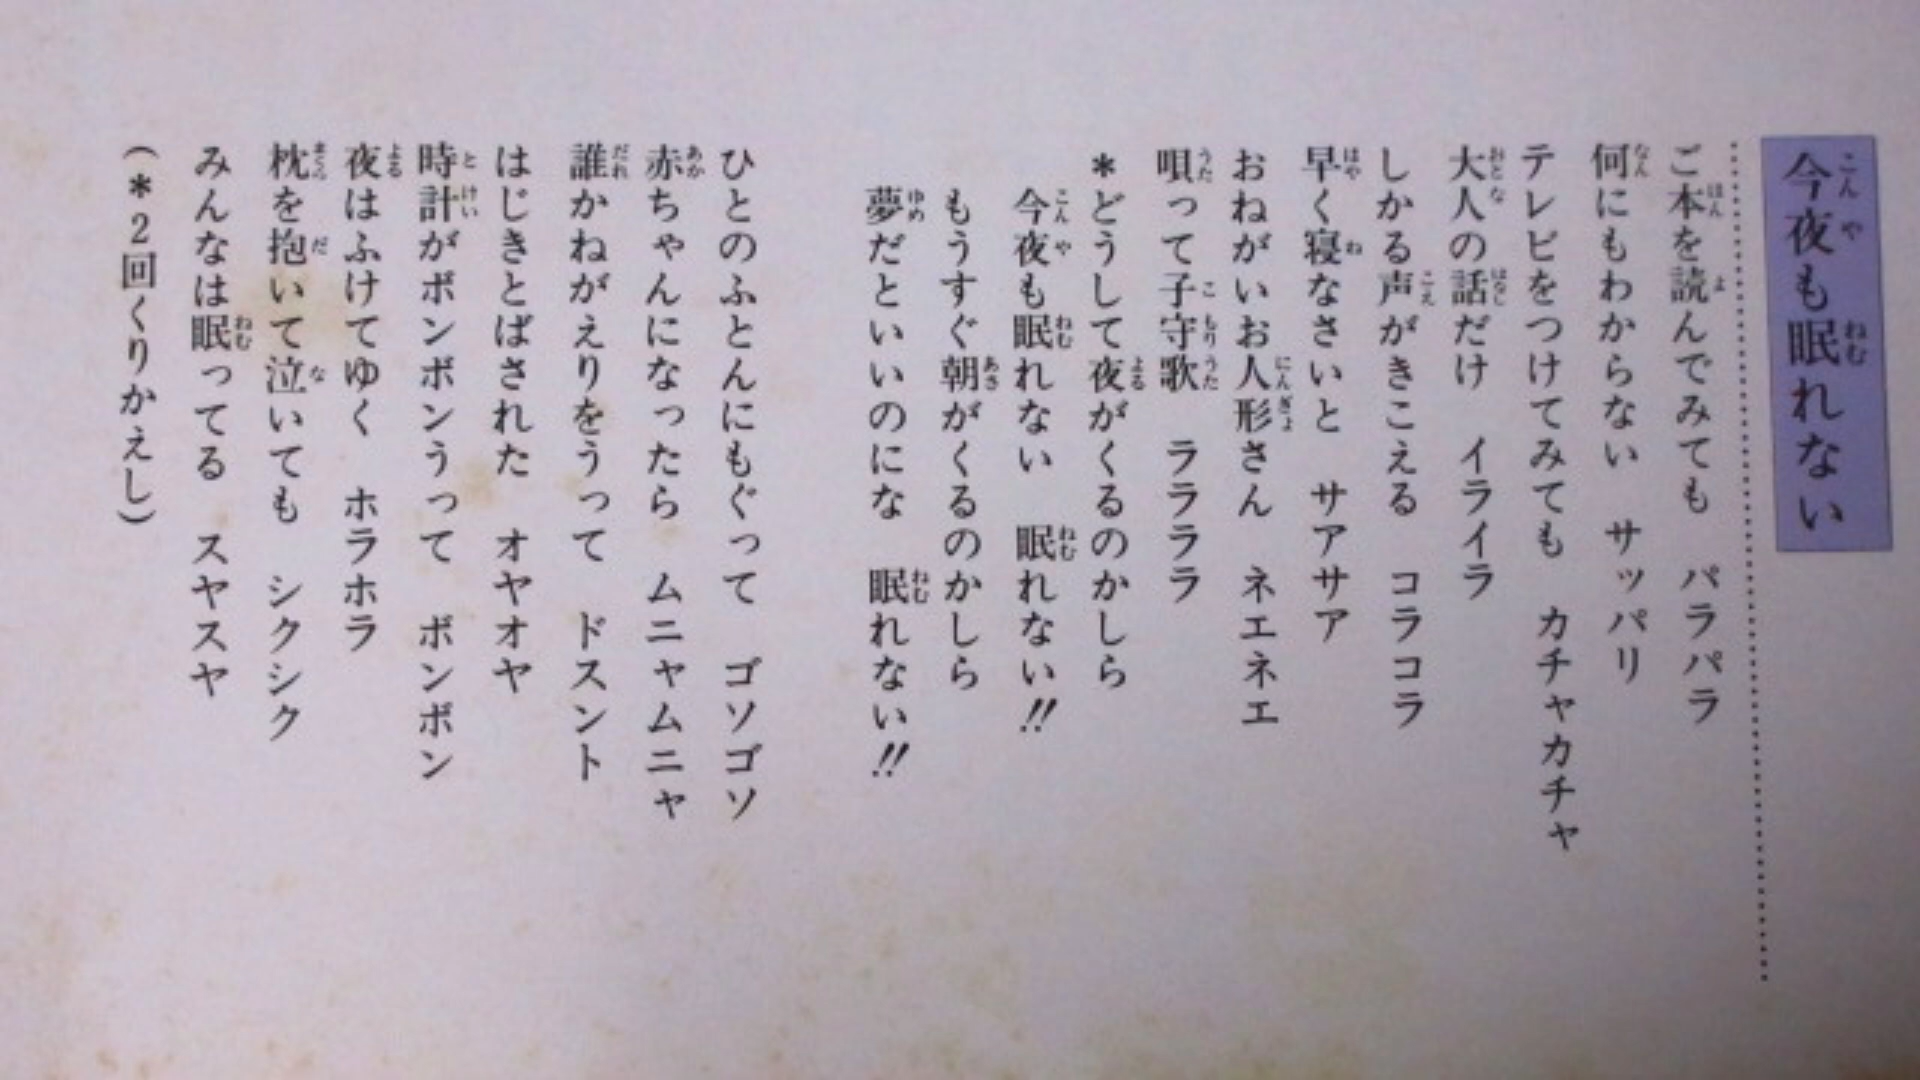 今夜も眠れない
ご本を読んでみても　パラパラ
何にもわからない　サッパリ
テレビをつけてみても　カチャカチャ
大人の話だけ　イライラ
しかる声がきこえる　コラコラ
早く寝なさいと　サアサア
おねがいお人形さん　ネエネエ
唄って子守歌　ララララ
＊どうして夜がくるのかしら
今夜も眠れない　眠れない!!
もうすぐ朝がくるのかしら
夢だといいのにな　眠れない!!
ひとのふとんにもぐって　ゴソゴソ
赤ちゃんになったら　ムニャムニャ
誰かねがえりをうって　ドスント
はじきとばされた　オヤオヤ
時計がボンボンうって　ボンボン
夜はふけてゆく　ホラホラ
枕を抱いて泣いても　シクシク
みんなは眠ってる　スヤスヤ
（＊２回くりかえし）